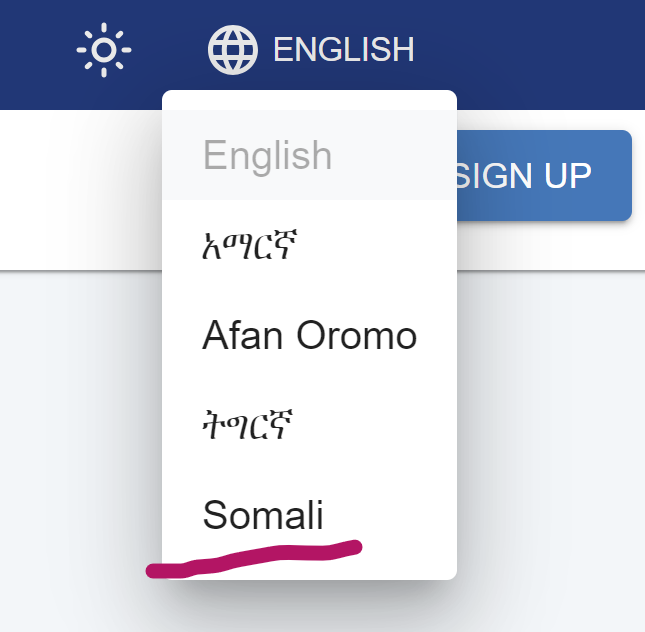 ENGLISH
English
አማርኛ
SIGN UP
Afan Oromo
ትግርኛ
Somali